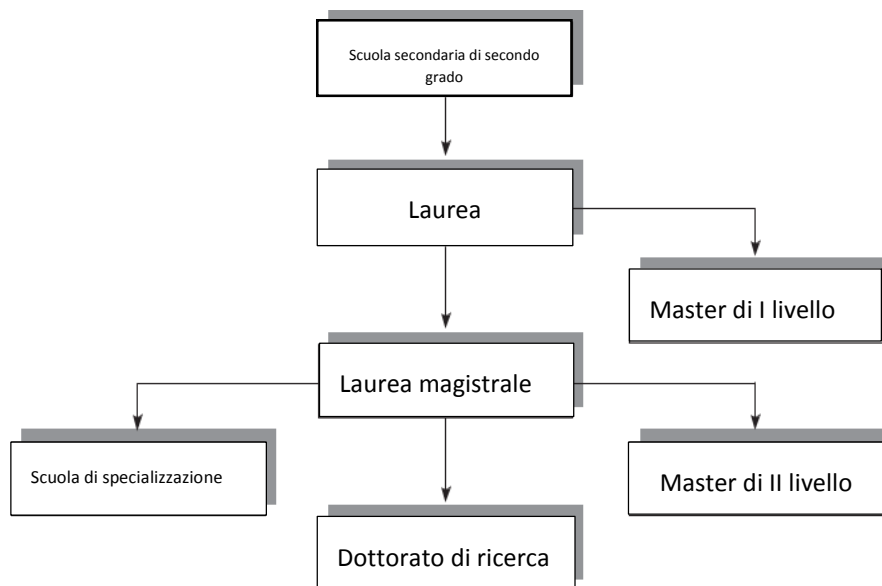 Scuola secondaria di secondo
grado
Laurea
Master di I livello
Laurea magistrale
Scuola di specializzazione
Master di II livello
Dottorato di ricerca